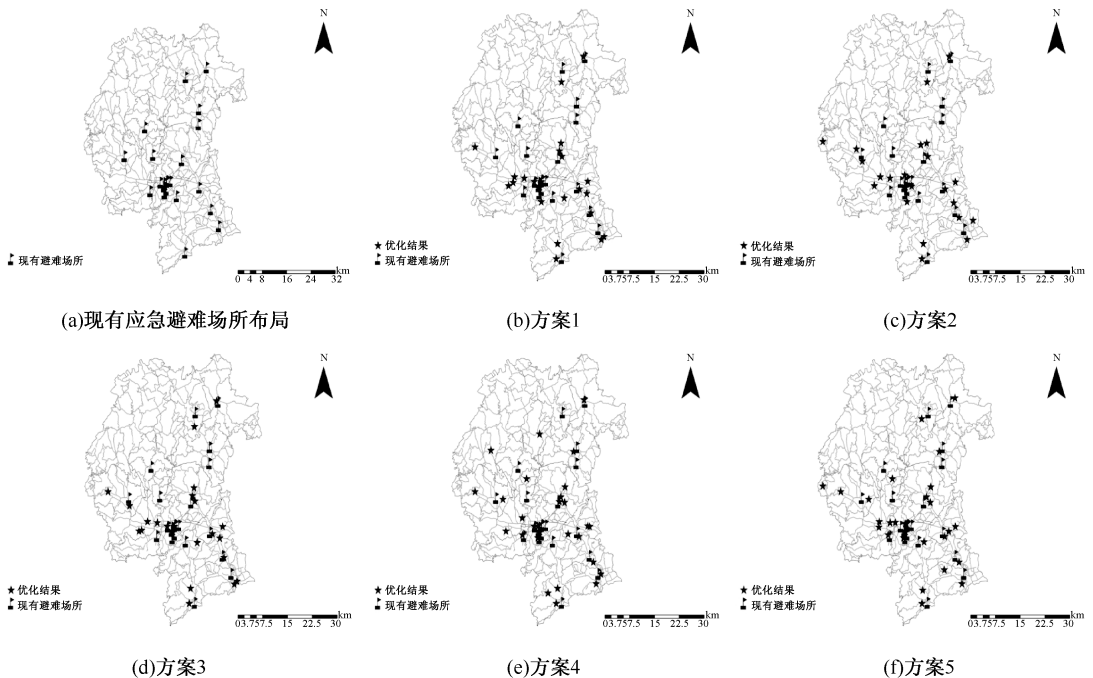 N
现有避难场所
km
0 4 8 16 24 32
(a)现有应急避难场所布局
N
优化结果
现有避难场所
km
03.757.5 15 22.5 30
(b)方案1
N
优化结果
现有避难场所
km
03.757.5 15 22.5 30
(c)方案2
N
优化结果
现有避难场所
km
03.757.5 15 22.5 30
(d)方案3
N
优化结果
现有避难场所
km
03.757.5 15 22.5 30
(e)方案4
N
优化结果
现有避难场所
km
03.757.5 15 22.5 30
(f)方案5